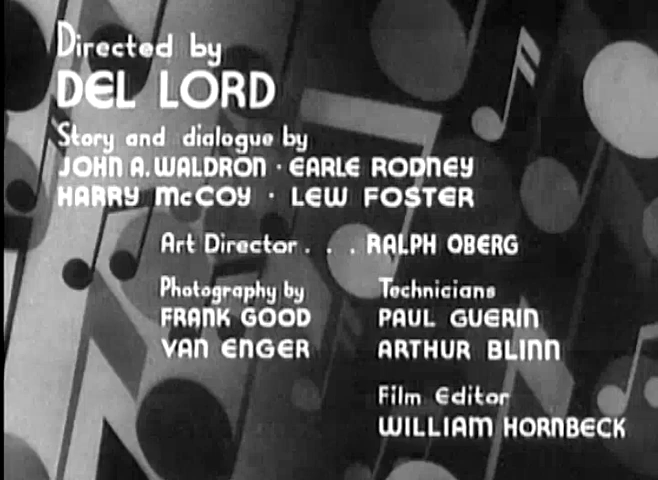 Directed by
DEL LORD
Story and dialogue by
JOHN A. WALDRON · EARLE RODNEY
HARRY McCOY · LEW FOSTER
Art Director . . . RALPH OBERG
Photography by
FRANK GOOD
VAN ENGER
Technicians
PAUL GUERIN
ARTHUR BLINN
Film Editor
WILLIAM HORNBECK